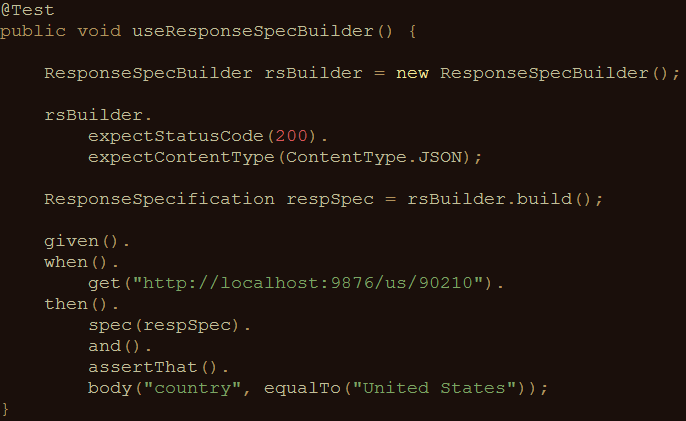 @Test
public void useResponseSpecBuilder() {
ResponseSpecBuilder rsBuilder = new ResponseSpecBuilder();
rsBuilder.
expectStatusCode(200).
expectContentType(ContentType.JSON);
ResponseSpecification respSpec = rsBuilder.build();
given().
when().
get("http://localhost:9876/us/90210").
then().
spec(respSpec).
and().
assertThat().
body("country", equalTo("United States"));
}